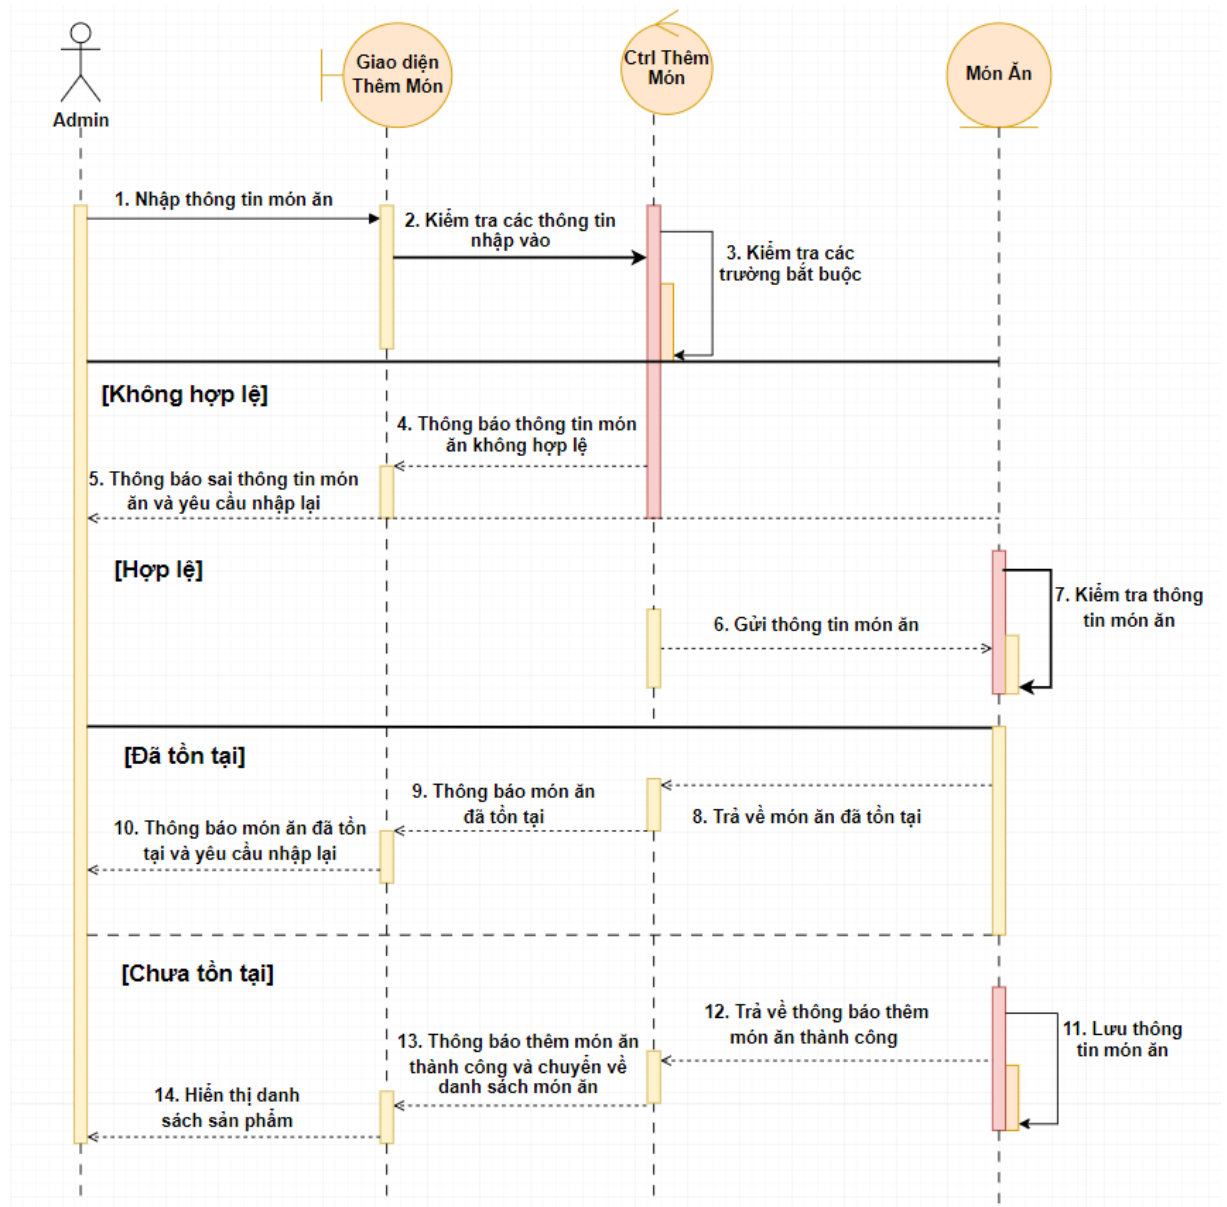 Admin
Giao diện
Thêm Món
Ctrl Thêm
Món
Món Ăn
1. Nhập thông tin món ăn
2. Kiểm tra các thông tin
nhập vào
3. Kiểm tra các
trường bắt buộc
[Không hợp lệ]
4. Thông báo thông tin món
ăn không hợp lệ
5. Thông báo sai thông tin món
ăn và yêu cầu nhập lại
[Hợp lệ]
6. Gửi thông tin món ăn
7. Kiểm tra thông
tin món ăn
[Đã tồn tại]
8. Trả về món ăn đã tồn tại
9. Thông báo món ăn
đã tồn tại
10. Thông báo món ăn đã tồn
tại và yêu cầu nhập lại
[Chưa tồn tại]
11. Lưu thông
tin món ăn
12. Trả về thông báo thêm
món ăn thành công
13. Thông báo thêm món ăn
thành công và chuyển về
danh sách món ăn
14. Hiển thị danh
sách sản phẩm